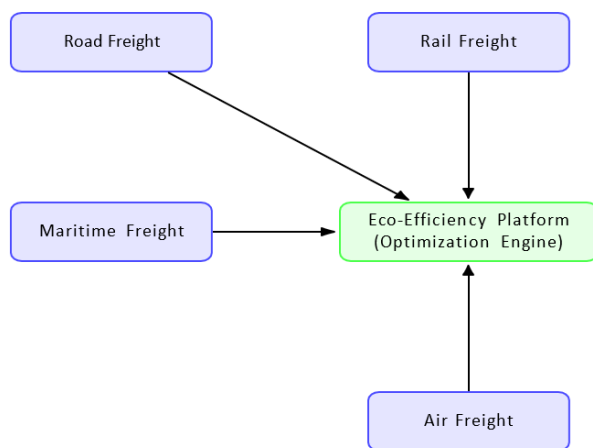 Road Freight
Rail Freight
Maritime Freight
Eco-Efficiency Platform
(Optimization Engine)
Air Freight